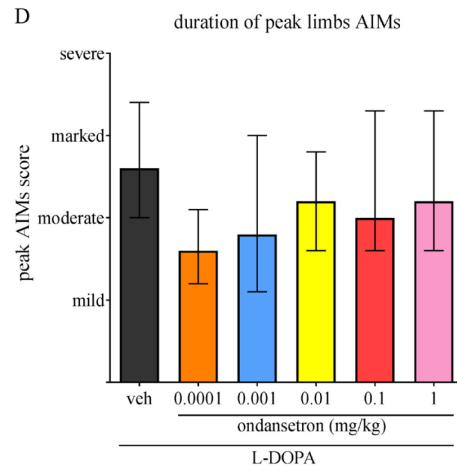 D
duration of peak limbs AIMs
severe
marked
moderate
mild
peak AIMs score
veh 0.0001 0.001 0.01 0.1 1
ondansetron (mg/kg)
L-DOPA